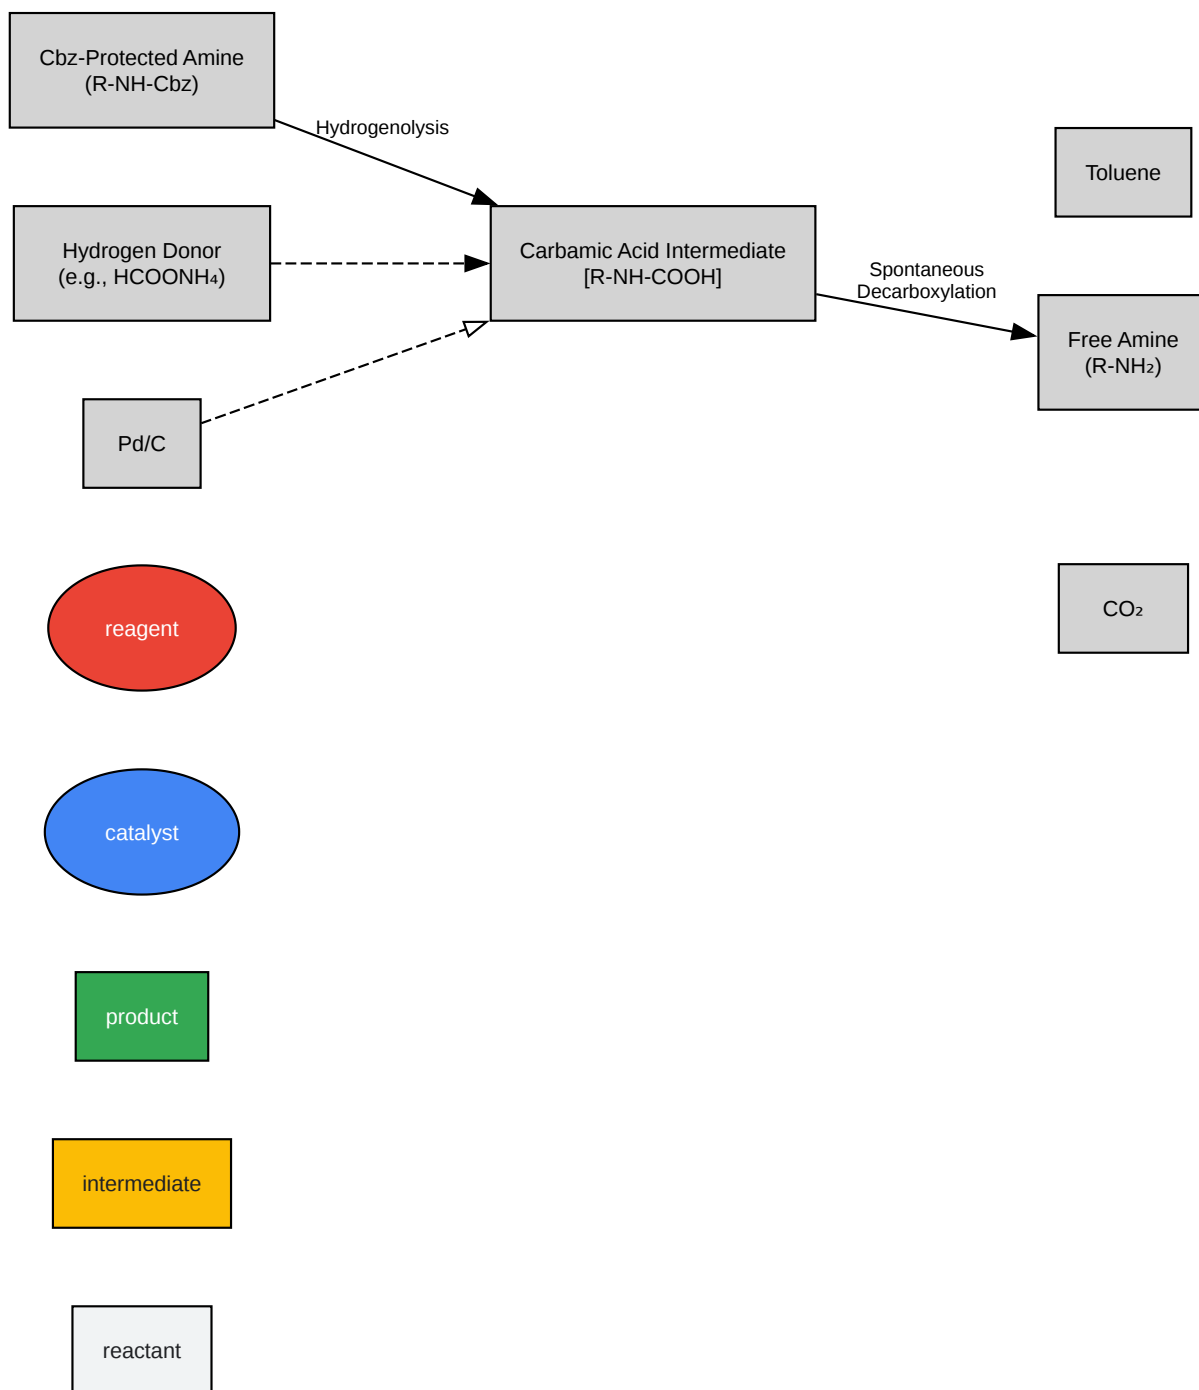 Cbz-Protected Amine
(R-NH-Cbz)
Hydrogenolysis
Toluene
Hydrogen Donor
(e.g., HCOONH₄)
Carbamic Acid Intermediate
[R-NH-COOH]
Spontaneous
Decarboxylation
Free Amine
(R-NH₂)
Pd/C
CO₂
reagent
catalyst
product
intermediate
reactant